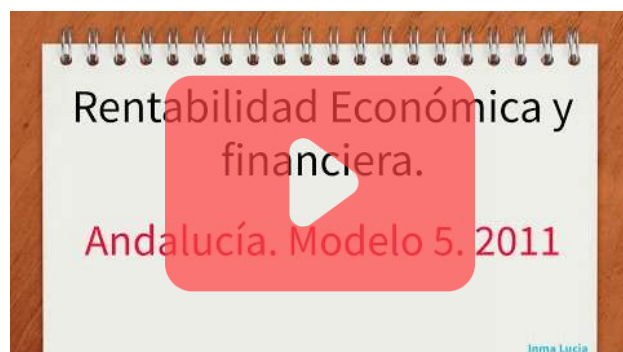 Rentabilidad Económica y
financiera.
Andalucía. Modelo 5. 2011
Inma Lucia